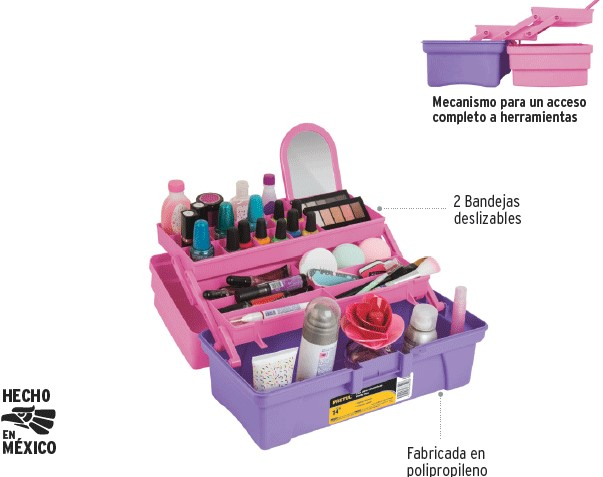 Mecanismo para un acceso
completo a herramientas
2 Bandejas
deslizables
PRETUL
14"
HECHO
EN
MÉXICO
Fabricada en
polipropileno